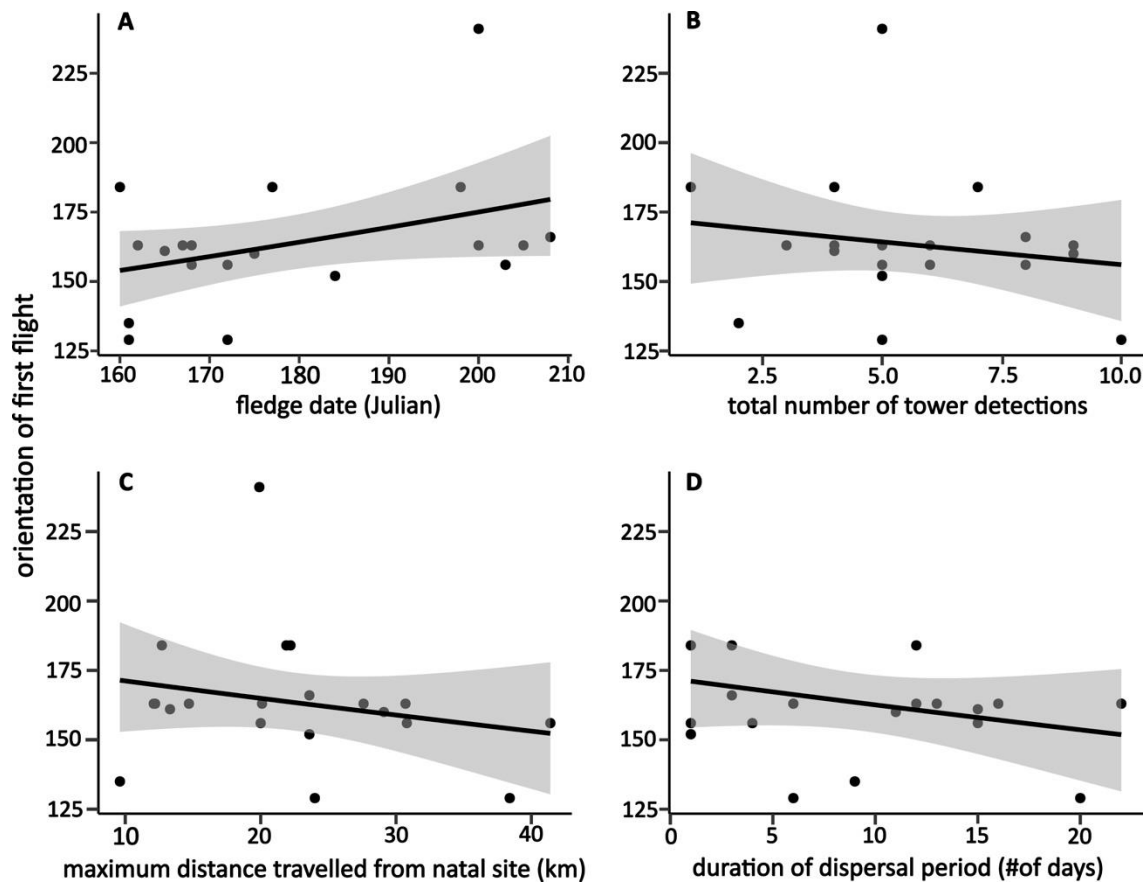 A
B
225
200
175
150
125
160 170 180 190 200 210
fledge date (Julian)
225
200
175
150
125
2.5 5.0 7.5 10.0
total number of tower detections
orientation of first flight
C
D
225
200
175
150
125
10 20 30 40
maximum distance travelled from natal site (km)
225
200
175
150
125
0 5 10 15 20
duration of dispersal period (#of days)